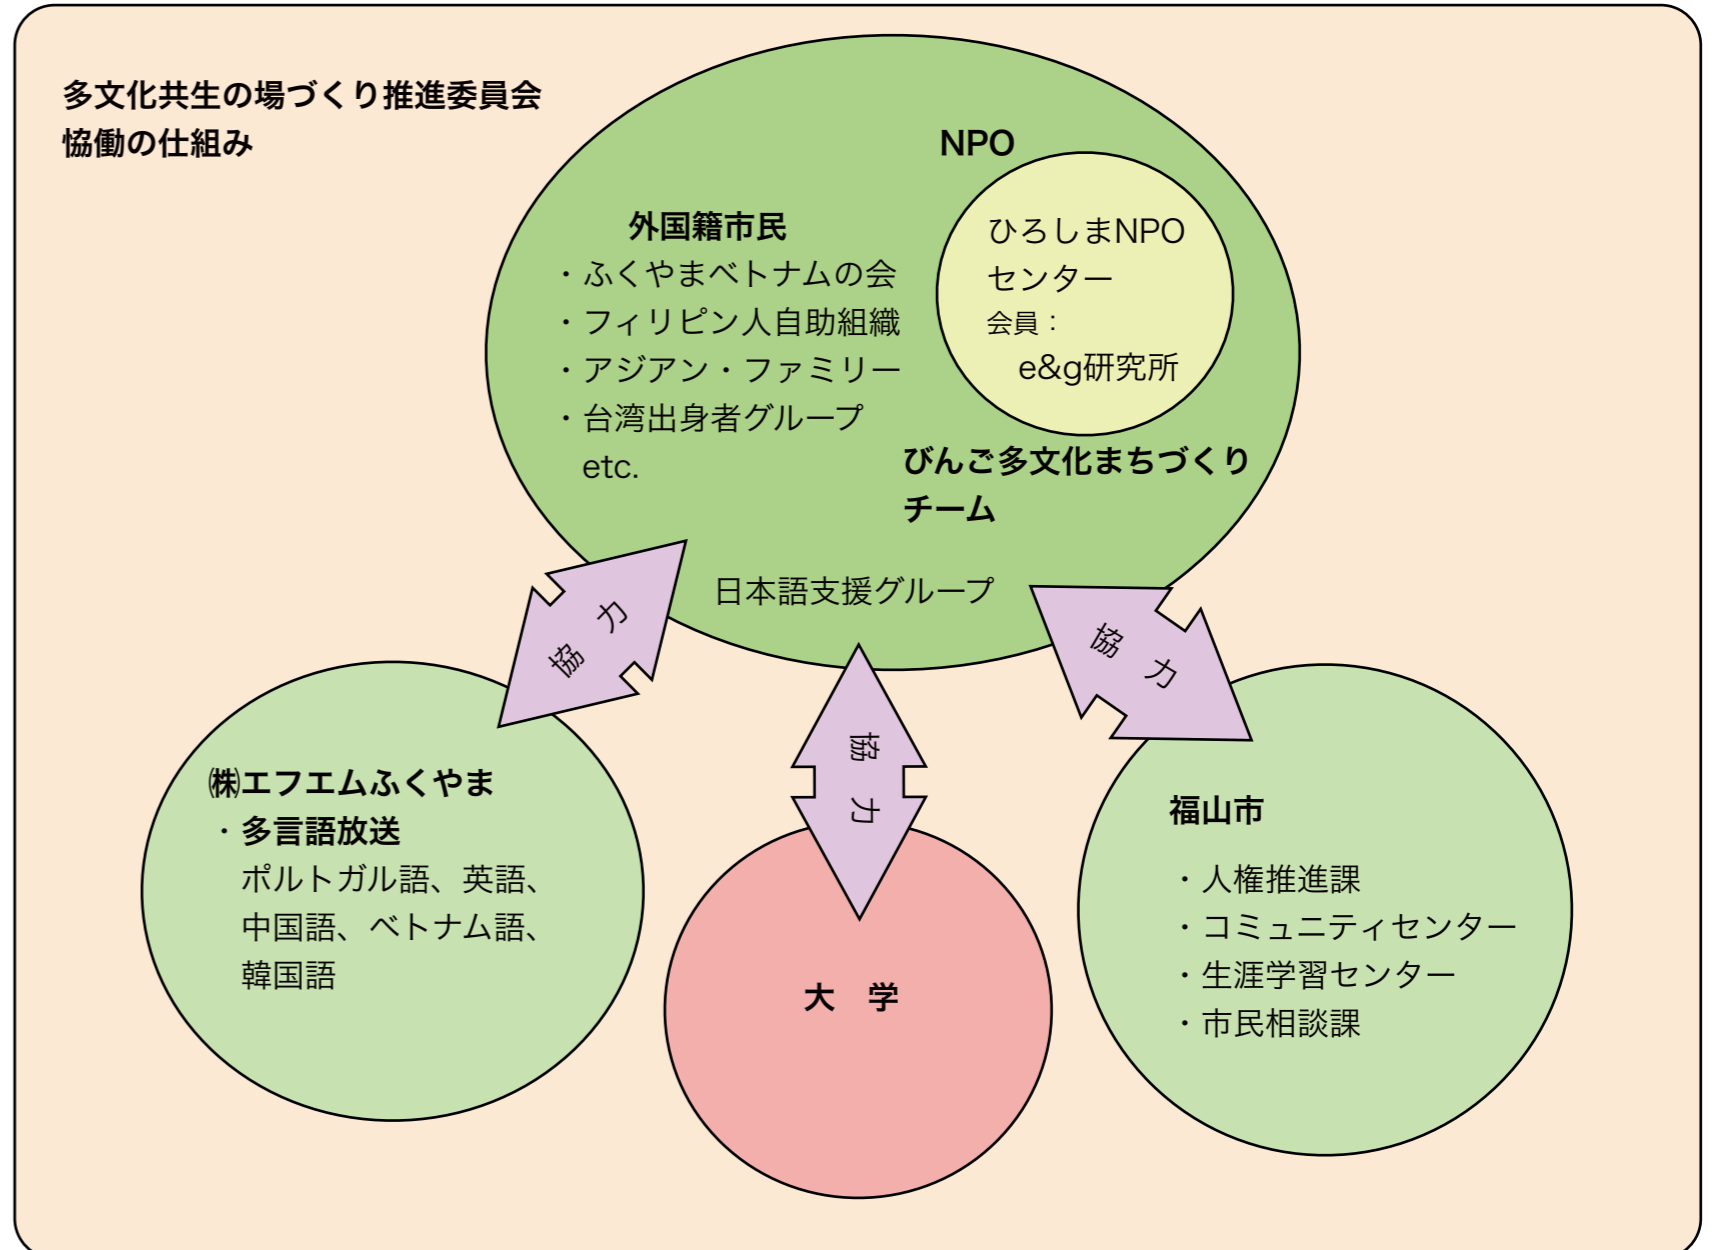 多文化共生の場づくり推進委員会
協働の仕組み
NPO
外国籍市民
・ふくやまベトナムの会
・フィリピン人自助組織
・アジアン・ファミリー
・台湾出身者グループ
etc.
ひろしまNPO
センター
会員：
e&g研究所
びんご多文化まちづくり
チーム
日本語支援グループ
協 力
協 力
協 力
㈱エフエムふくやま
・多言語放送
ポルトガル語、英語、
中国語、ベトナム語、
韓国語
大 学
福山市
・人権推進課
・コミュニティセンター
・生涯学習センター
・市民相談課